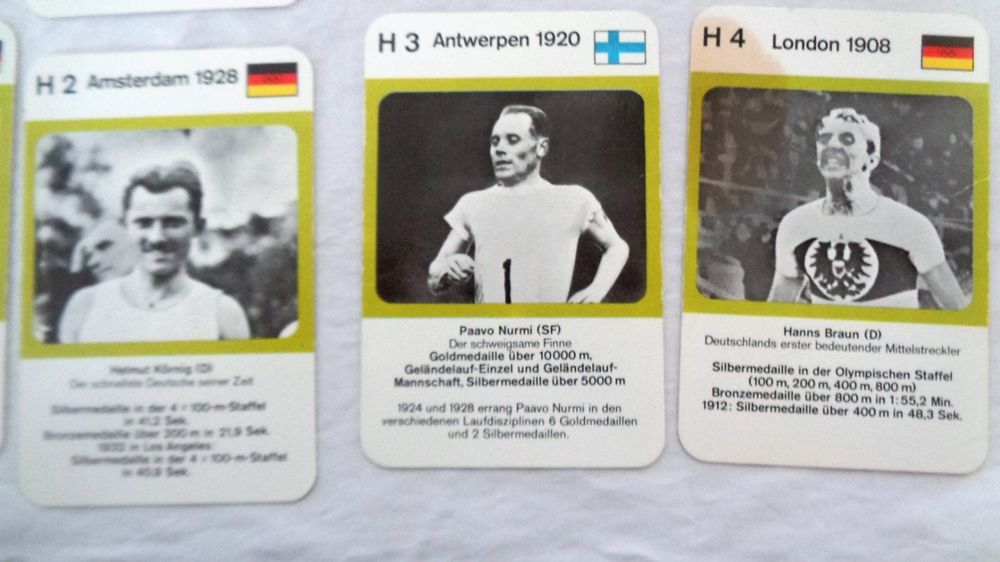 H 2 Amsterdam 1928
Helmut Körnig (D)
Der schnellste Deutsche seiner Zeit
Silbermedaille in der 4 × 100-m-Staffel
in 41,2 Sek.
Bronzemedaille über 200 m in 21,9 Sek.
1932 in Los Angeles:
Silbermedaille in der 4 × 100-m-Staffel
in 40,9 Sek.
H 3 Antwerpen 1920
1
Paavo Nurmi (SF)
Der schweigsame Finne
Goldmedaille über 10000 m,
Geländelauf-Einzel und Geländelauf-
Mannschaft, Silbermedaille über 5000 m
1924 und 1928 errang Paavo Nurmi in den
verschiedenen Laufdisziplinen 6 Goldmedaillen
und 2 Silbermedaillen.
H 4 London 1908
Hanns Braun (D)
Deutschlands erster bedeutender Mittelstreckler
Silbermedaille in der Olympischen Staffel
(100 m, 200 m, 400 m, 800 m)
Bronzemedaille über 800 m in 1:55,2 Min.
1912: Silbermedaille über 400 m in 48,3 Sek.